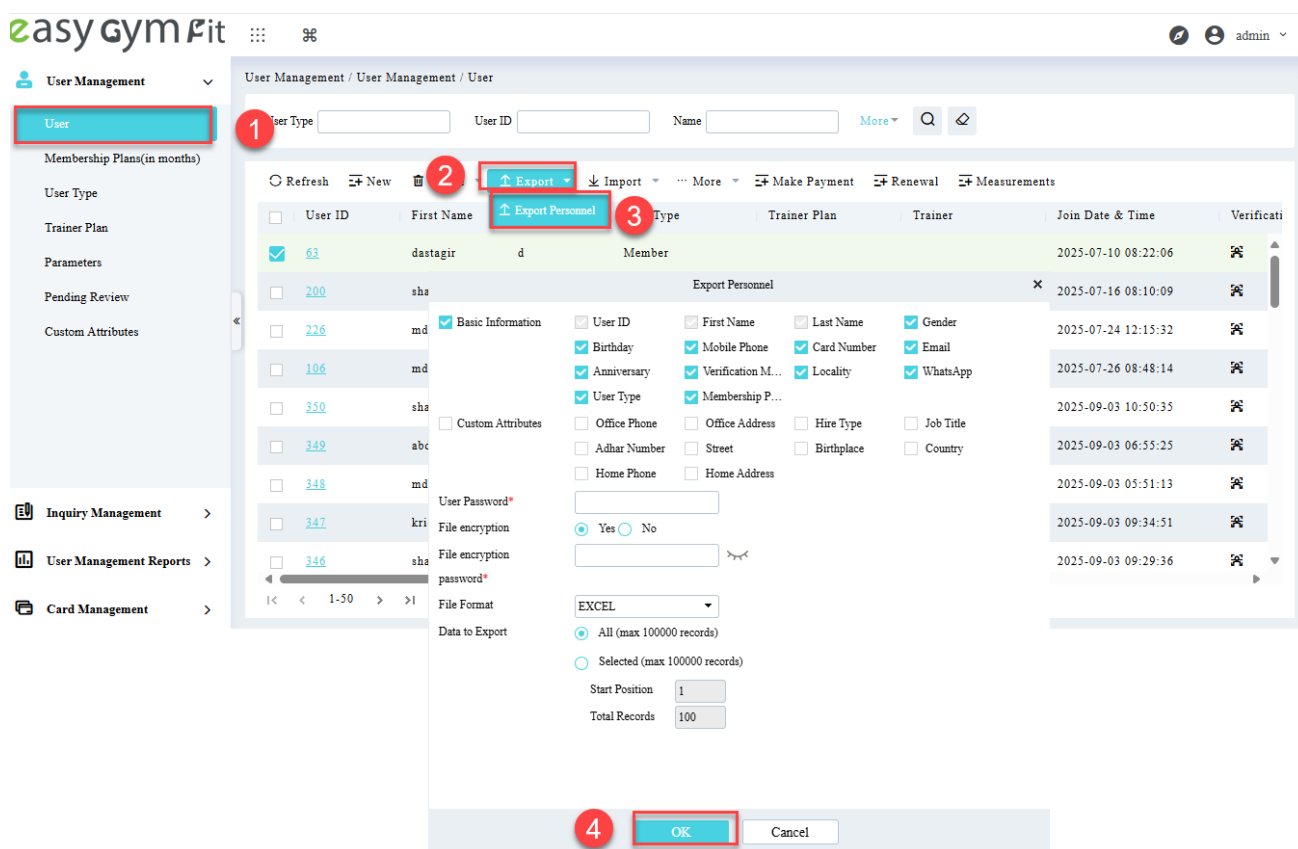 easy Gym Fit
admin
User Management
User Management / User Management / User
User
1
User Type
User ID
Name
More
Membership Plans(in months)
2
Refresh
New
Export
Import
··· More
Make Payment
Renewal
Measurements
User Type
Export Personnel
3
User ID
First Name
Type
Trainer Plan
Trainer
Join Date & Time
Verificati
Trainer Plan
63
dastagir
d
Member
2025-07-10 08:22:06
Parameters
Export Personnel
200
sha
2025-07-16 08:10:09
Pending Review
226
md
2025-07-24 12:15:32
Custom Attributes
106
md
2025-07-26 08:48:14
350
sha
2025-09-03 10:50:35
349
abd
2025-09-03 06:55:25
348
md
2025-09-03 05:51:13
347
kri
2025-09-03 09:34:51
346
sha
2025-09-03 09:29:36
1-50
Inquiry Management
User Management Reports
Card Management
Basic Information
User ID
First Name
Last Name
Gender
Birthday
Mobile Phone
Card Number
Email
Anniversary
Verification M...
Locality
WhatsApp
User Type
Membership P...
Custom Attributes
Office Phone
Office Address
Hire Type
Job Title
Adhar Number
Street
Birthplace
Country
Home Phone
Home Address
User Password*
File encryption
Yes
No
File encryption
password*
File Format
EXCEL
Data to Export
All (max 100000 records)
Selected (max 100000 records)
Start Position
1
Total Records
100
4
OK
Cancel